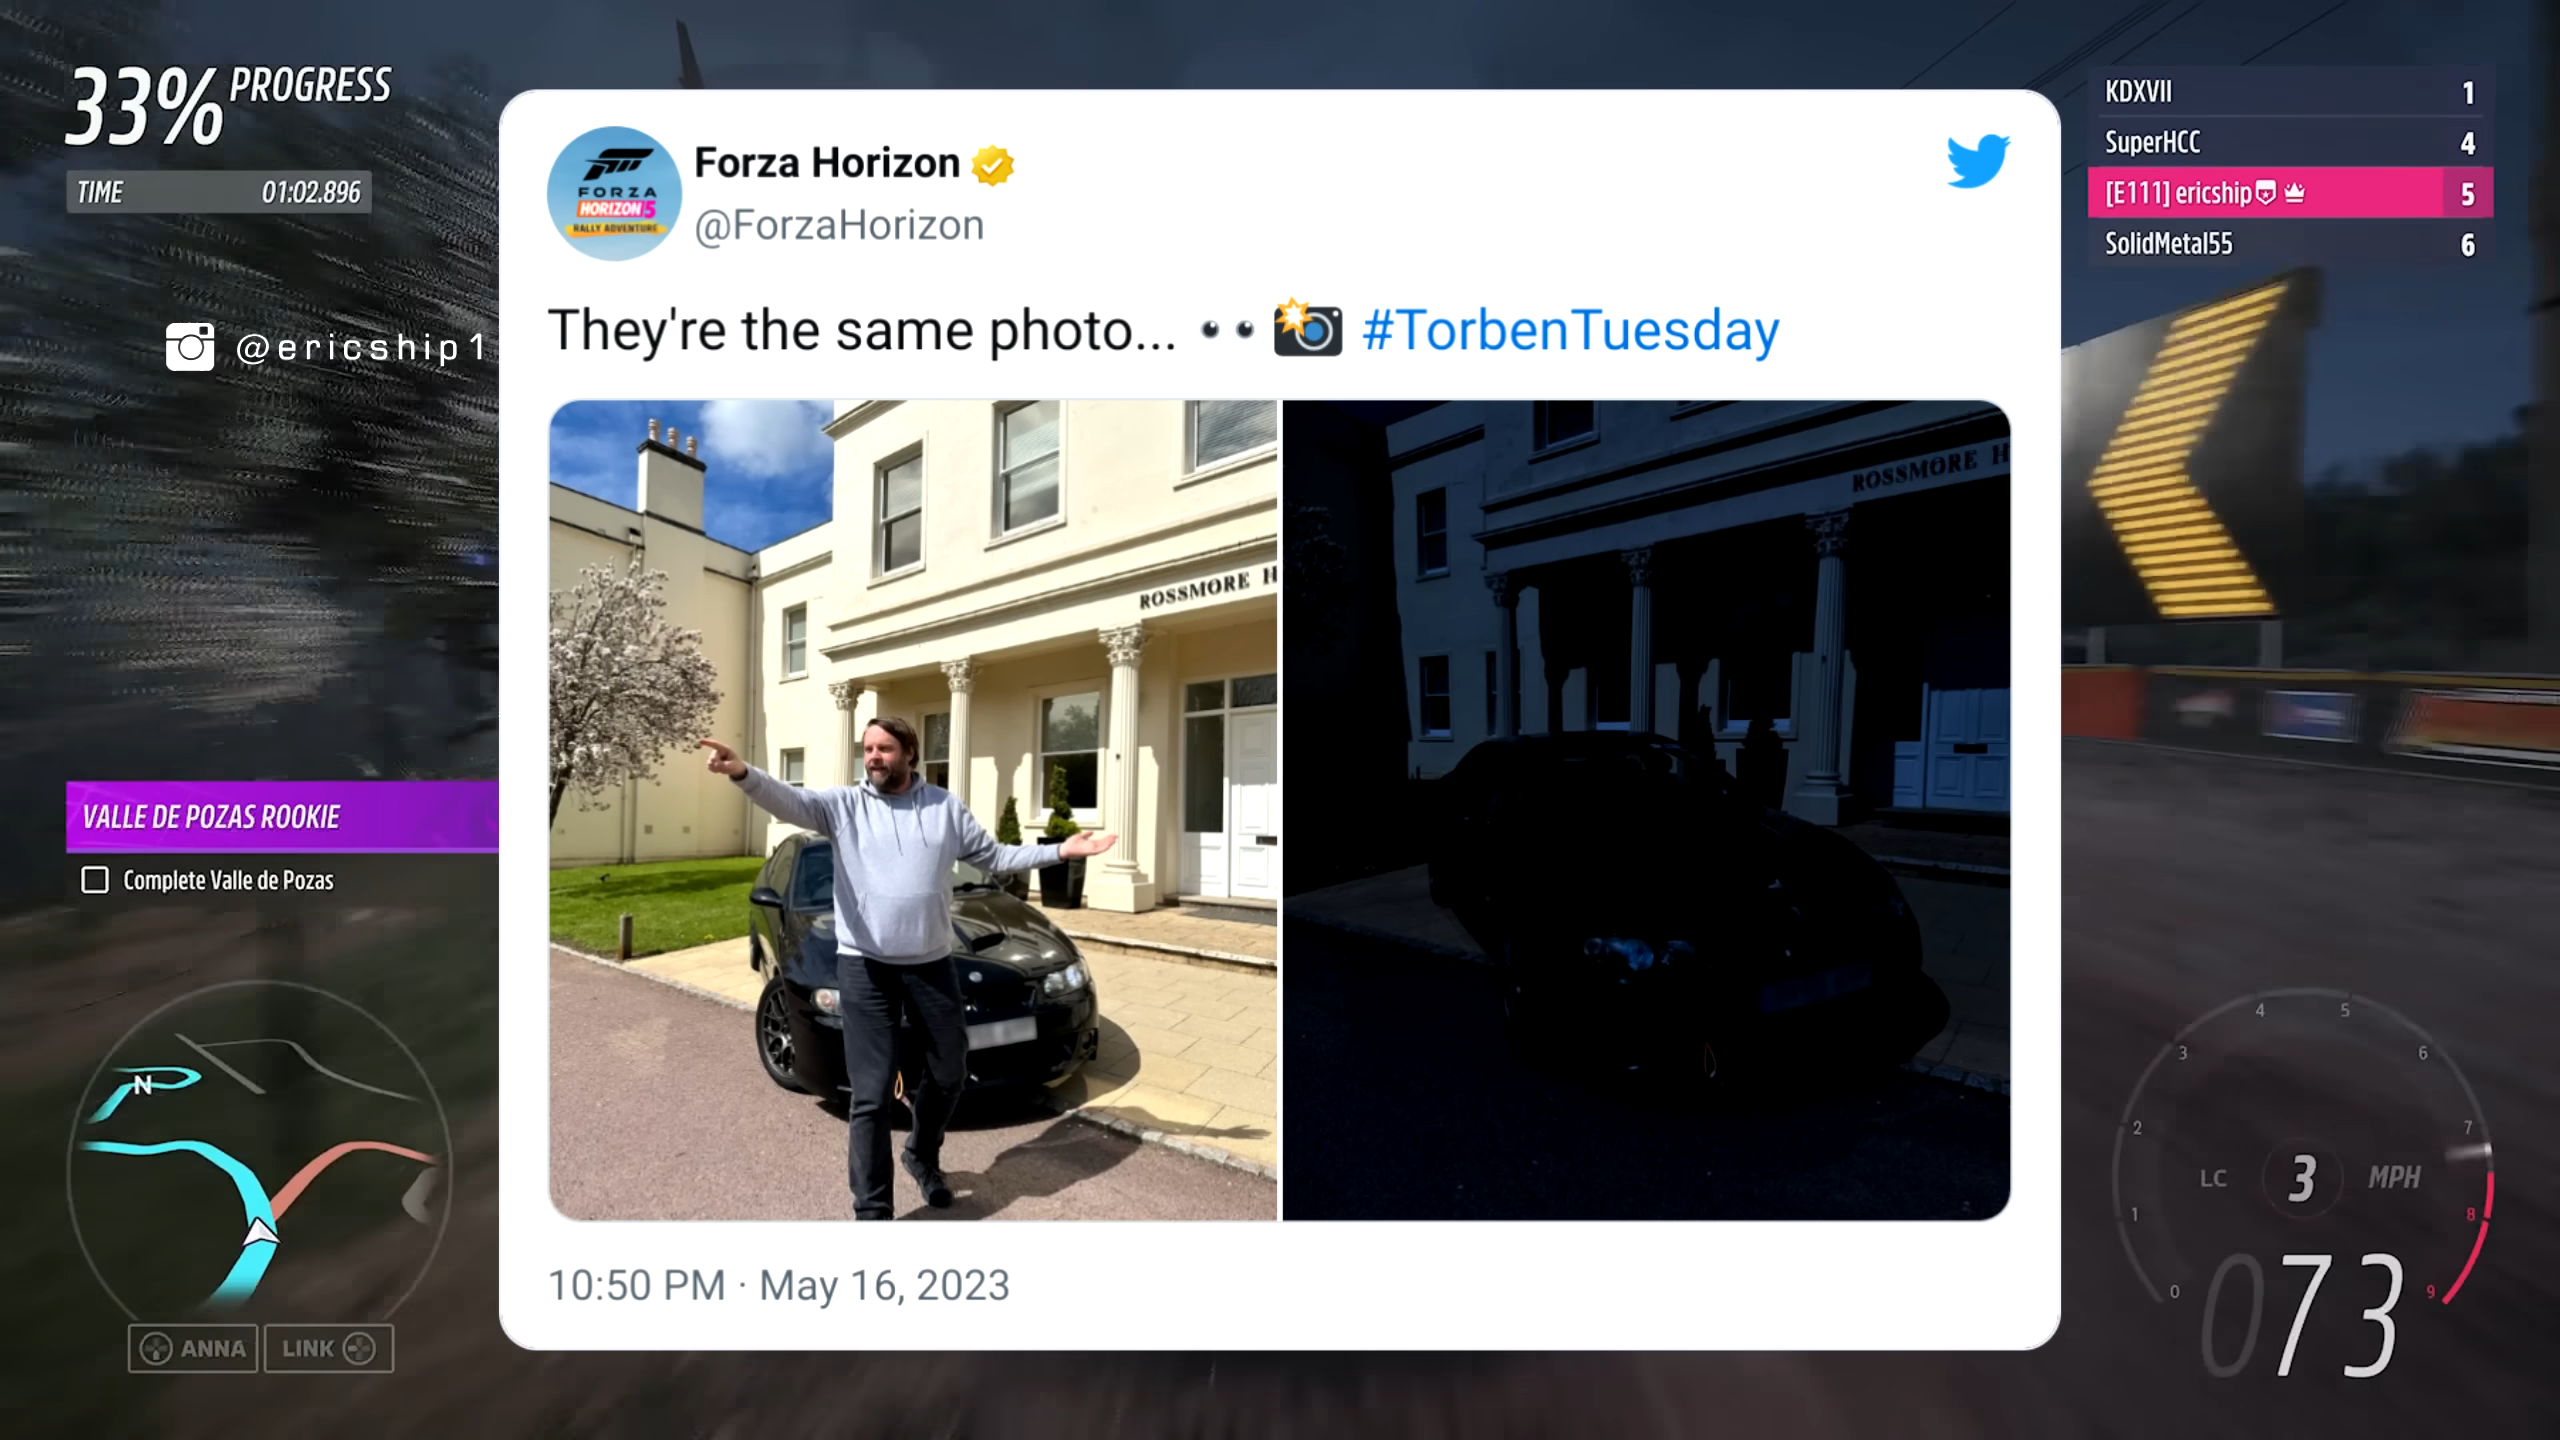 33% PROGRESS
TIME 01:02.896
@ericship1
VALLE DE POZAS ROOKIE
Complete Valle de Pozas
N
ANNA
LINK
FORZA
HORIZON 5
RALLY ADVENTURE
Forza Horizon
@ForzaHorizon
They're the same photo... 👀 📸 #TorbenTuesday
ROSSMORE H
ROSSMORE H
10:50 PM · May 16, 2023
KDXVII 1
SuperHCC 4
[E111] ericship 5
SolidMetal55 6
0 1 2 3 4 5 6 7 8 9
LC 3 MPH
073